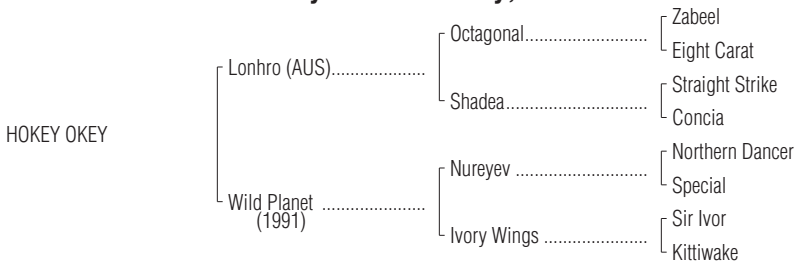 Octagonal
Zabeel
Eight Carat
Lonhro (AUS)
Shadea
Straight Strike
Concia
HOKEY OKEY
Nureyev
Northern Dancer
Special
Wild Planet
(1991)
Ivory Wings
Sir Ivor
Kittiwake